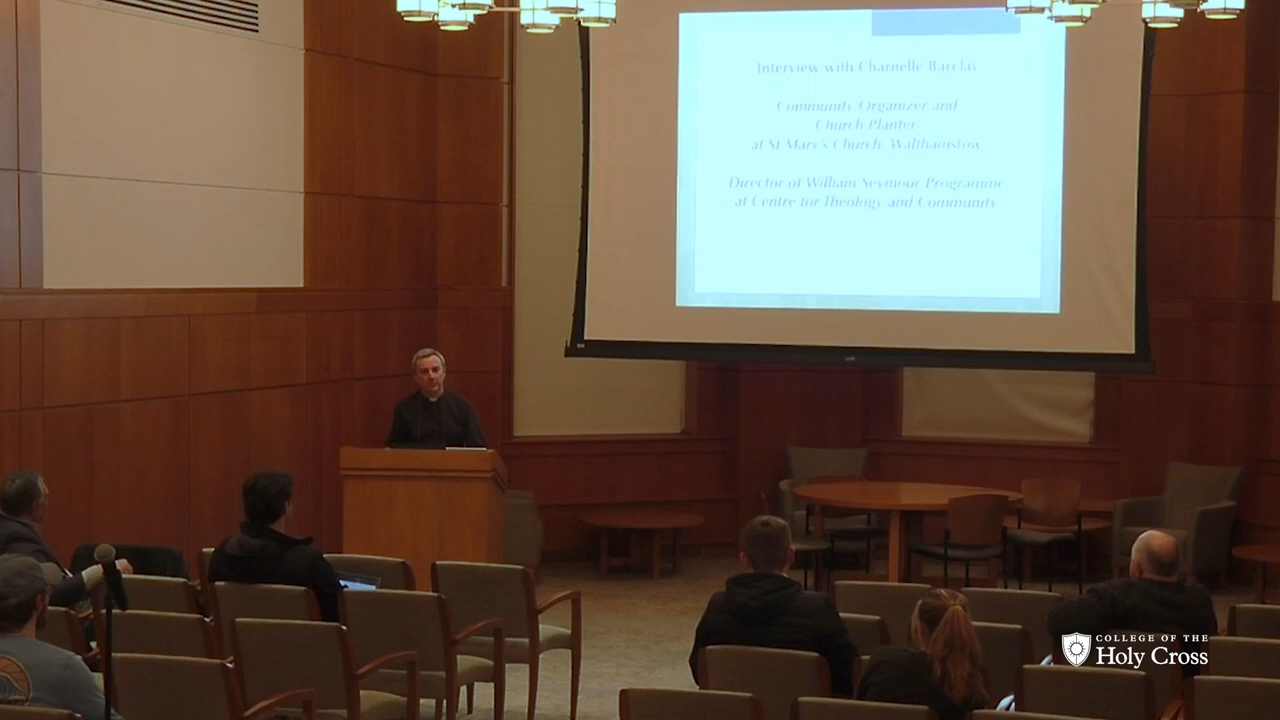 Interview with Charnelle Barclay
Community Organizer and
Church Planter
at St Mary's Church, Walthamstow
Director of William Seymour Programme
at Centre for Theology and Community
COLLEGE OF THE
Holy Cross